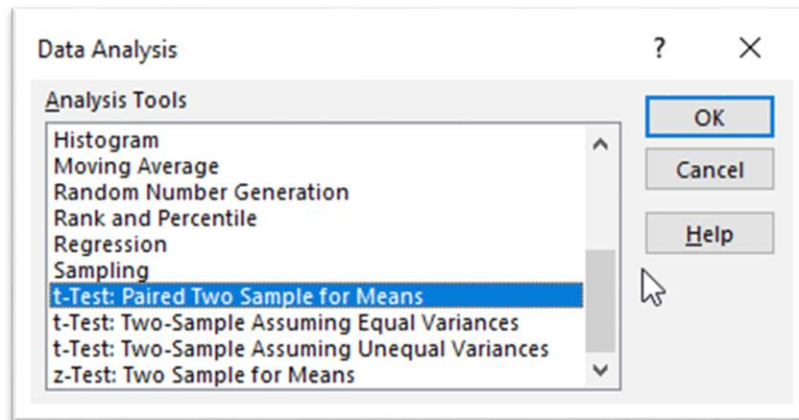 Data Analysis
?
Analysis Tools
Histogram
Moving Average
Random Number Generation
Rank and Percentile
Regression
Sampling
t-Test: Paired Two Sample for Means
t-Test: Two-Sample Assuming Equal Variances
t-Test: Two-Sample Assuming Unequal Variances
z-Test: Two Sample for Means
OK
Cancel
Help